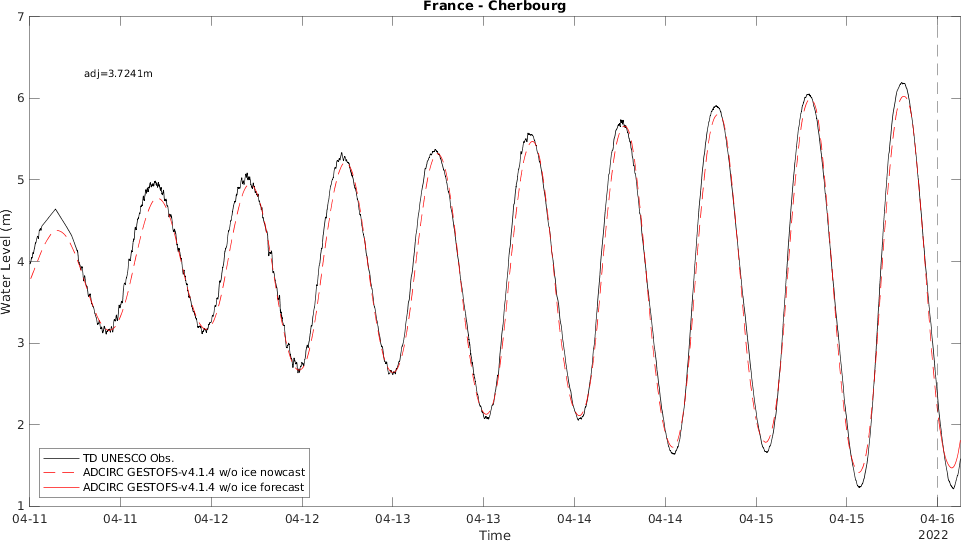 France - Cherbourg
7
adj=3.7241m
6
5
4
3
2
1
Water Level (m)
TD UNESCO Obs.
ADCIRC GESTOFS-v4.1.4 w/o ice nowcast
ADCIRC GESTOFS-v4.1.4 w/o ice forecast
04-11 04-11 04-12 04-12 04-13 04-13 04-14 04-14 04-15 04-15 04-16
Time 2022